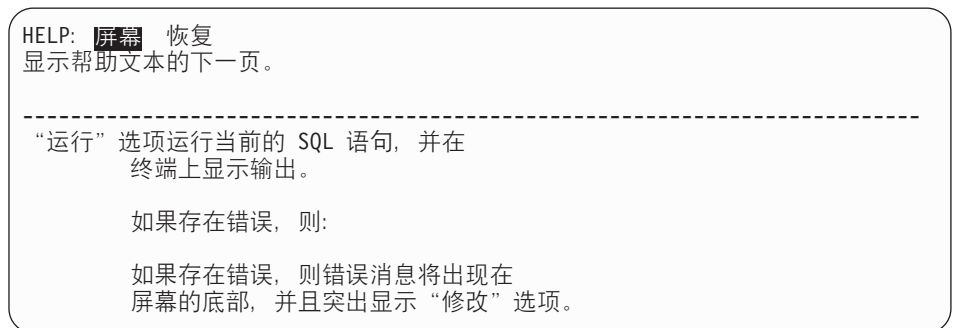 HELP: 屏幕 恢复
显示帮助文本的下一页。
--------------------------------------------------------------------------
“运行”选项运行当前的 SQL 语句, 并在
终端上显示输出。
如果存在错误, 则:
如果存在错误, 则错误消息将出现在
屏幕的底部, 并且突出显示“修改”选项。